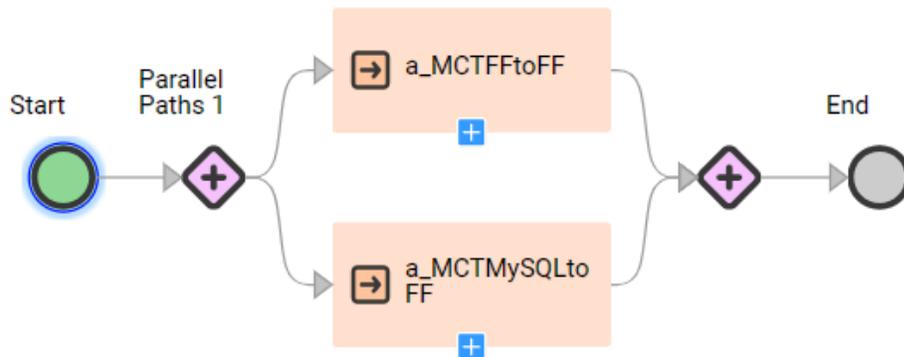 Start
Parallel
Paths 1
a_MCTFFtoFF
a_MCTMySQLto
FF
End